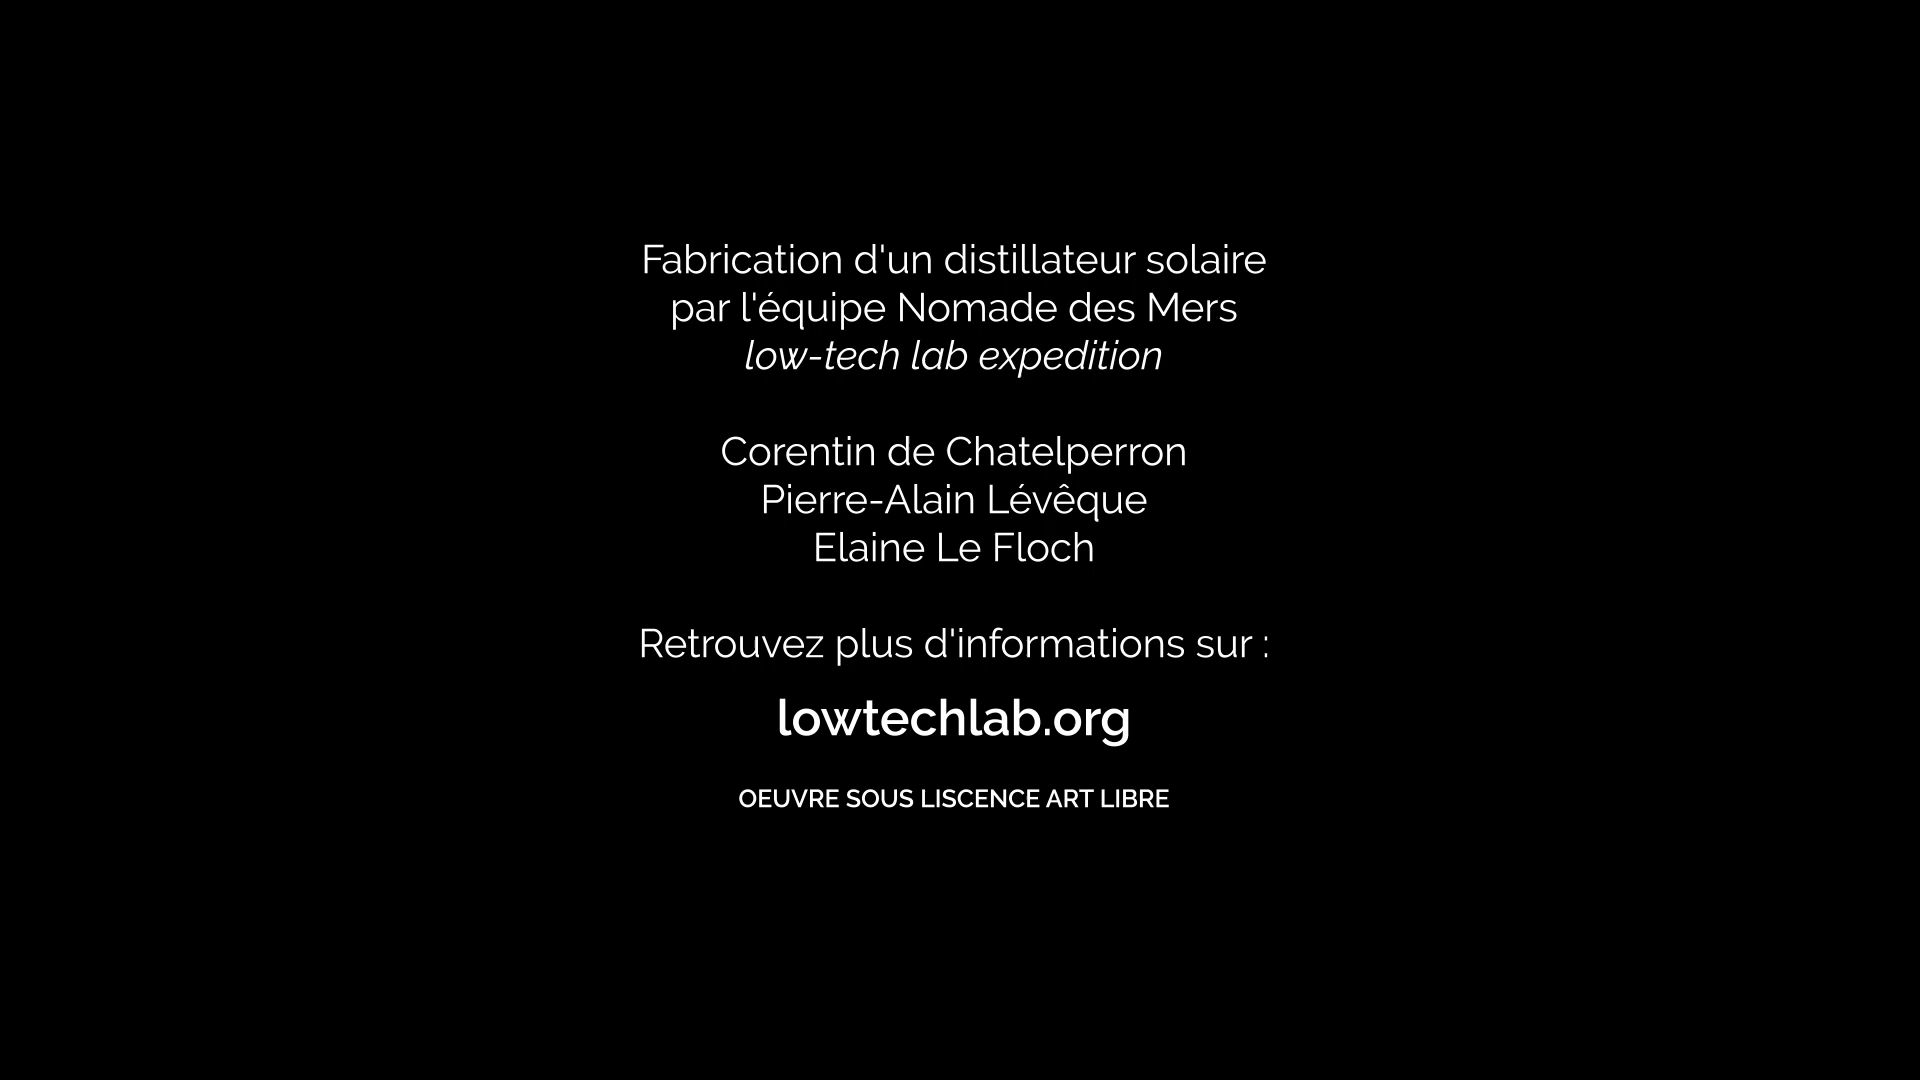 Fabrication d'un distillateur solaire
par l'équipe Nomade des Mers
low-tech lab expedition
Corentin de Chatelperron
Pierre-Alain Lévêque
Elaine Le Floch
Retrouvez plus d'informations sur :
lowtechlab.org
OEUVRE SOUS LISCENCE ART LIBRE